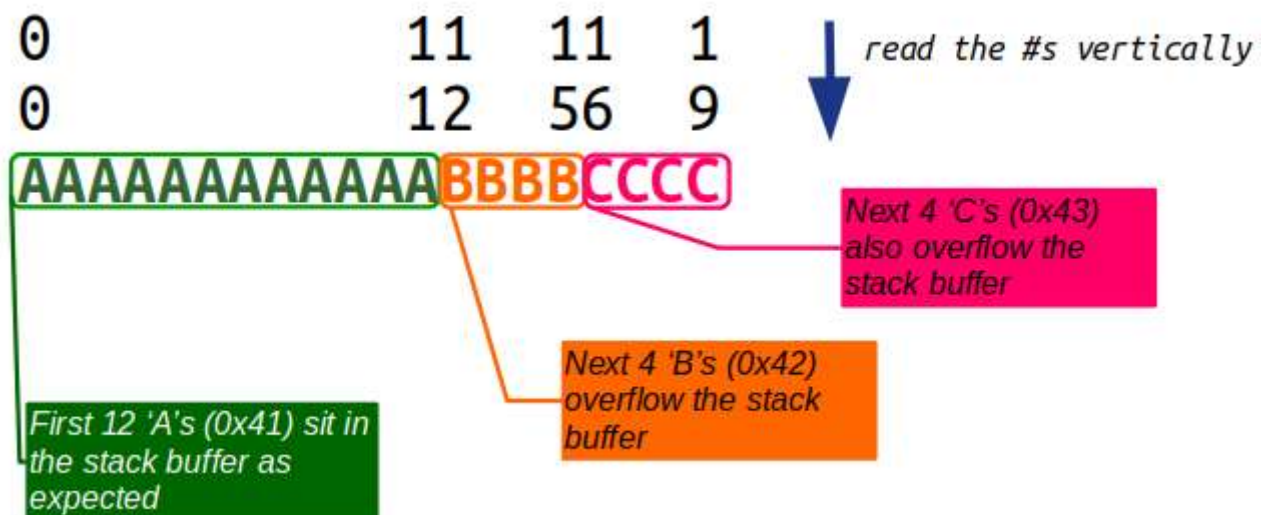 0 11 11 1
read the #s vertically
0 12 56 9
AAAAAAAAAAAABBBBCCCC
Next 4 ‘C’s (0x43)
also overflow the
stack buffer
Next 4 ‘B’s (0x42)
overflow the stack
buffer
First 12 ‘A’s (0x41) sit in
the stack buffer as
expected